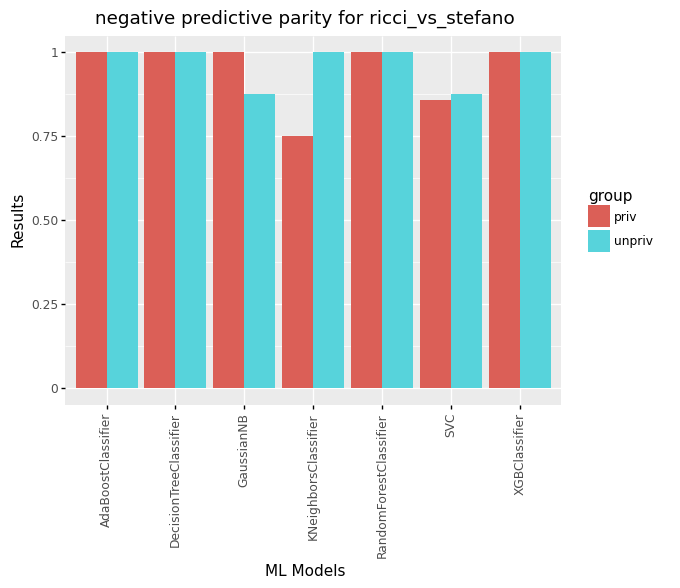 negative predictive parity for ricci_vs_stefano
Results
1
0.75
0.50
0.25
0
AdaBoostClassifier
DecisionTreeClassifier
GaussianNB
KNeighborsClassifier
RandomForestClassifier
SVC
XGBClassifier
ML Models
group
priv
unpriv